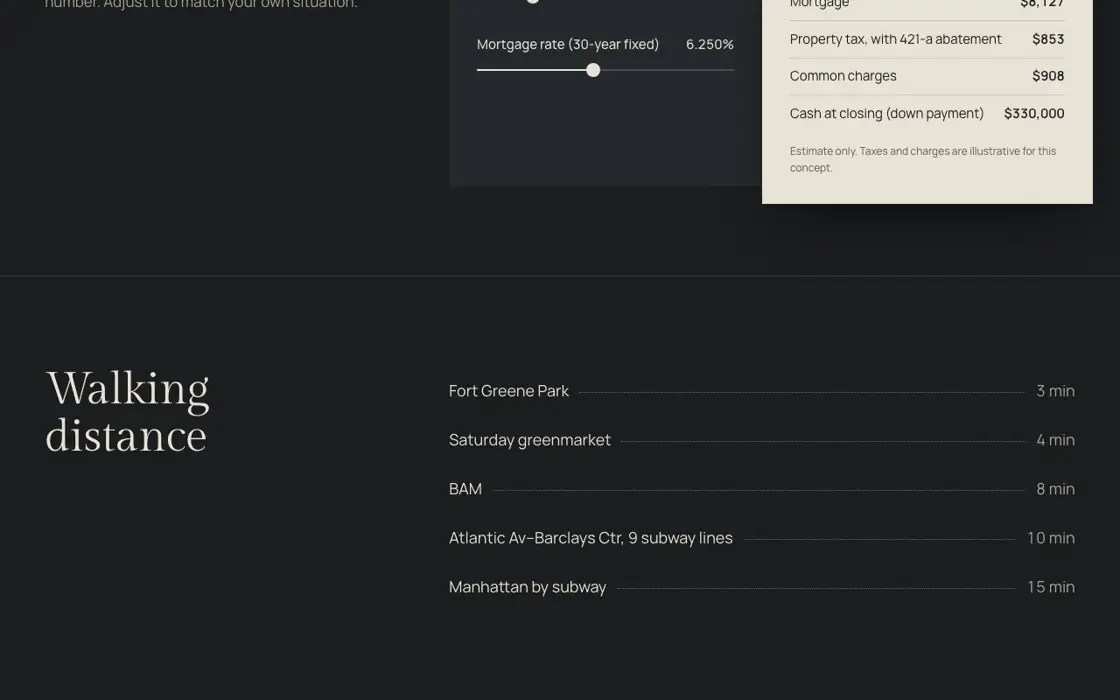 number. Adjust it to match your own situation.
Mortgage rate (30-year fixed) 6.250%
Mortgage $8,127
Property tax, with 421-a abatement $853
Common charges $908
Cash at closing (down payment) $330,000
Estimate only. Taxes and charges are illustrative for this
concept.
Walking
distance
Fort Greene Park 3 min
Saturday greenmarket 4 min
BAM 8 min
Atlantic Av–Barclays Ctr, 9 subway lines 10 min
Manhattan by subway 15 min